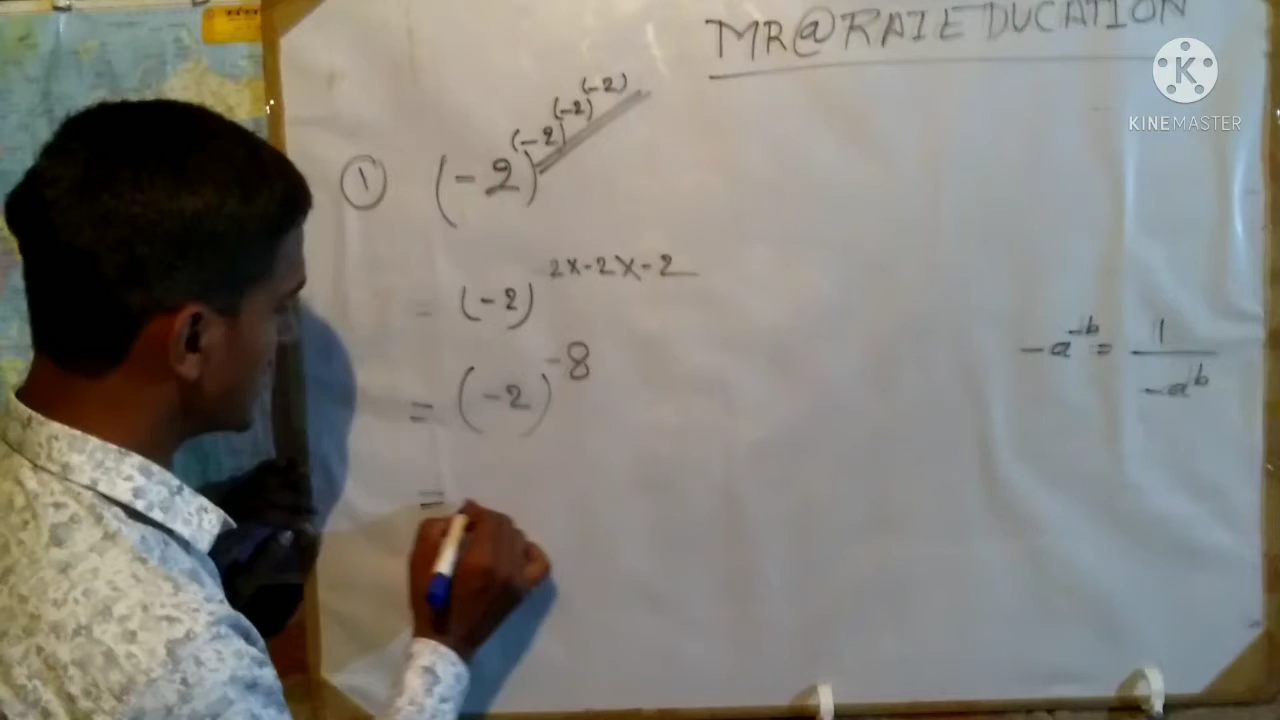 MR@RAI EDUCATION
K
KINEMASTER
① (-2)^(-2)^(-2)^(-2)
= (-2)^2x-2x-2
= (-2)^-8
=
-a^-b = 1/-a^b